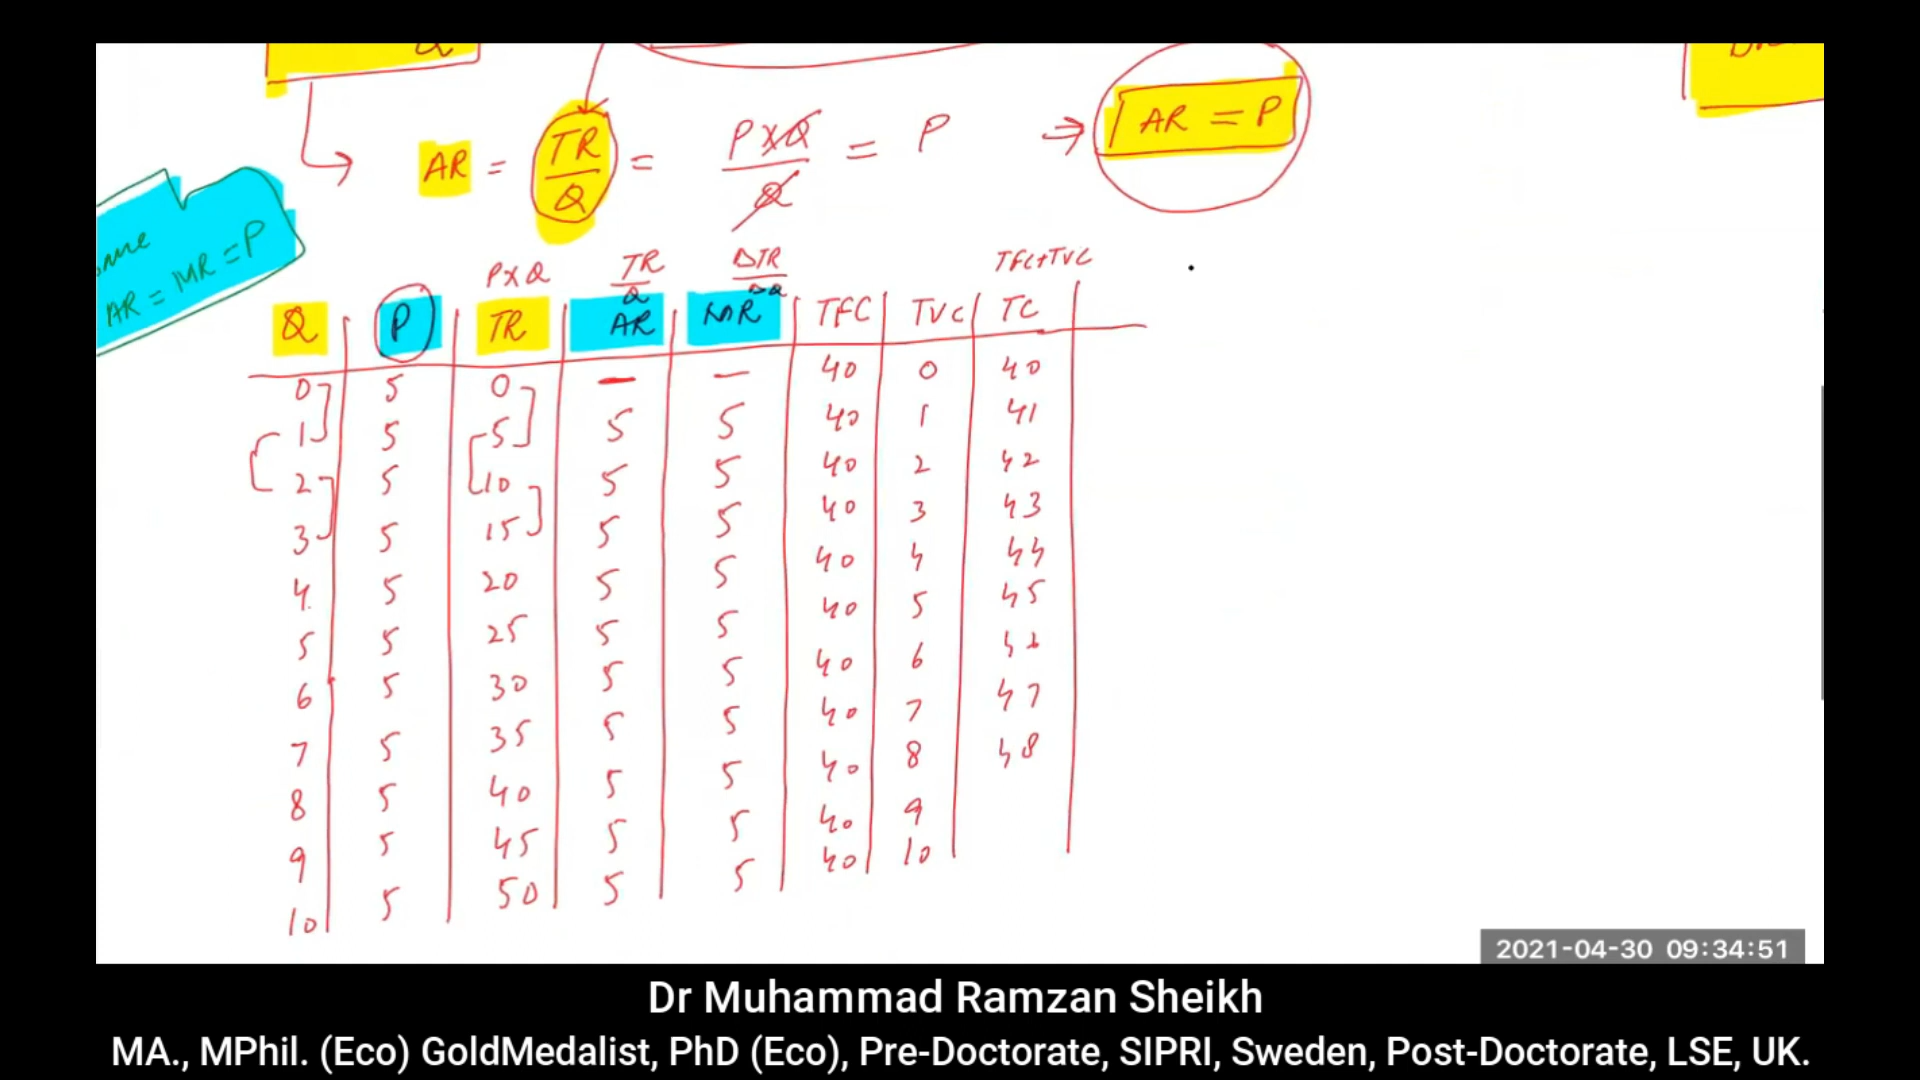 Q
AR = TR/Q = P×Q/Q = P ⇒ AR = P
AR = MR = P
P×Q TR/Q ΔTR/ΔQ TFC+TVC
Q P TR AR MR TFC TVC TC
0 5 0 — — 40 0 40
1 5 5 5 5 40 1 41
2 5 10 5 5 40 2 42
3 5 15 5 5 40 3 43
4 5 20 5 5 40 4 44
5 5 25 5 5 40 5 45
6 5 30 5 5 40 6 46
7 5 35 5 5 40 7 47
8 5 40 5 5 40 8 48
9 5 45 5 5 40 9
10 5 50 5 5 40 10
2021-04-30 09:34:51
Dr Muhammad Ramzan Sheikh
MA., MPhil. (Eco) GoldMedalist, PhD (Eco), Pre-Doctorate, SIPRI, Sweden, Post-Doctorate, LSE, UK.